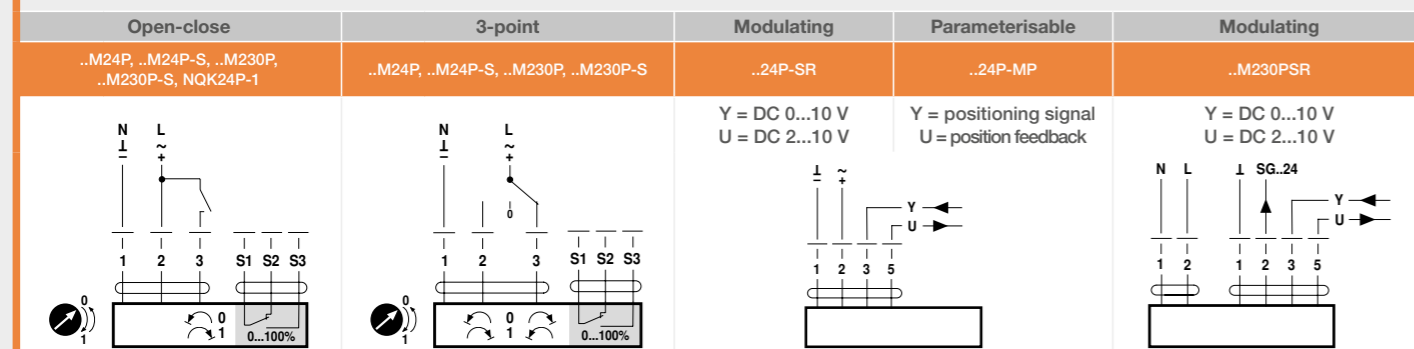 Open-close
3-point
Modulating
Parameterisable
Modulating
..M24P, ..M24P-S, ..M230P,
..M230P-S, NQK24P-1
..M24P, ..M24P-S, ..M230P, ..M230P-S
..24P-SR
..24P-MP
..M230PSR
Y = DC 0...10 V
U = DC 2...10 V
Y = positioning signal
U = position feedback
Y = DC 0...10 V
U = DC 2...10 V
N L
⊥ ~
– +
1 2 3 S1 S2 S3
0
1
0
1
0...100%
N L
⊥ ~
– +
0
1 2 3 S1 S2 S3
0
1
0
1
0...100%
⊥ ~
– +
Y
U
1 2 3 5
N L ⊥ SG..24
Y
U
1 2 1 2 3 5